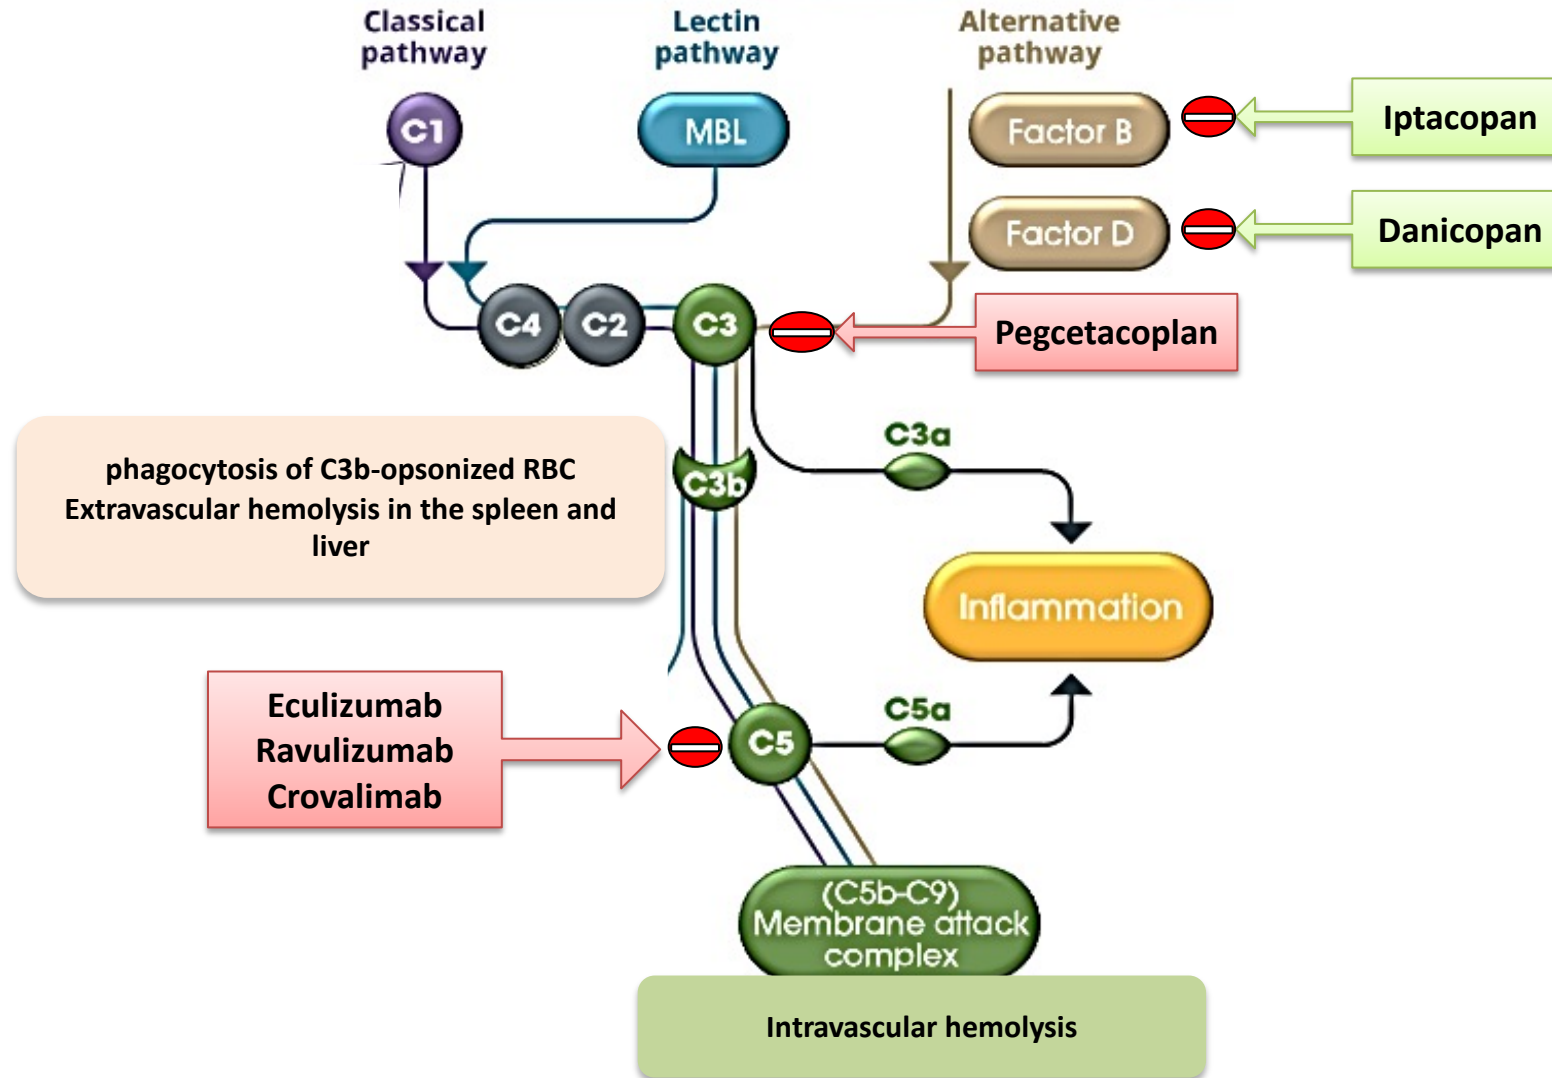 Classical
pathway
Lectin
pathway
Alternative
pathway
C1
MBL
Factor B
Iptacopan
Factor D
Danicopan
C4
C2
C3
Pegcetacoplan
phagocytosis of C3b-opsonized RBC
Extravascular hemolysis in the spleen and
liver
C3b
C3a
Inflammation
Eculizumab
Ravulizumab
Crovalimab
C5
C5a
(C5b-C9)
Membrane attack
complex
Intravascular hemolysis